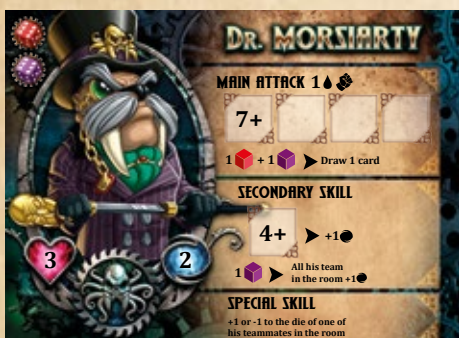 DR. MORSIARTY
MAIN ATTACK 1
7+
1 + 1 Draw 1 card
SECONDARY SKILL
4+ +1
3
2
1 All his team
in the room +1
SPECIAL SKILL
+1 or -1 to the die of one of
his teammates in the room